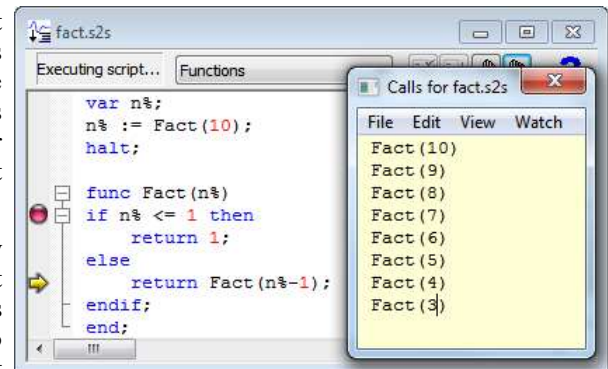 fact.s2s
Executing script... Functions
var n%;
n% := Fact(10);
halt;
func Fact(n%)
if n% <= 1 then
return 1;
else
return Fact(n%-1);
endif;
end;
Calls for fact.s2s
File Edit View Watch
Fact(10)
Fact(9)
Fact(8)
Fact(7)
Fact(6)
Fact(5)
Fact(4)
Fact(3)